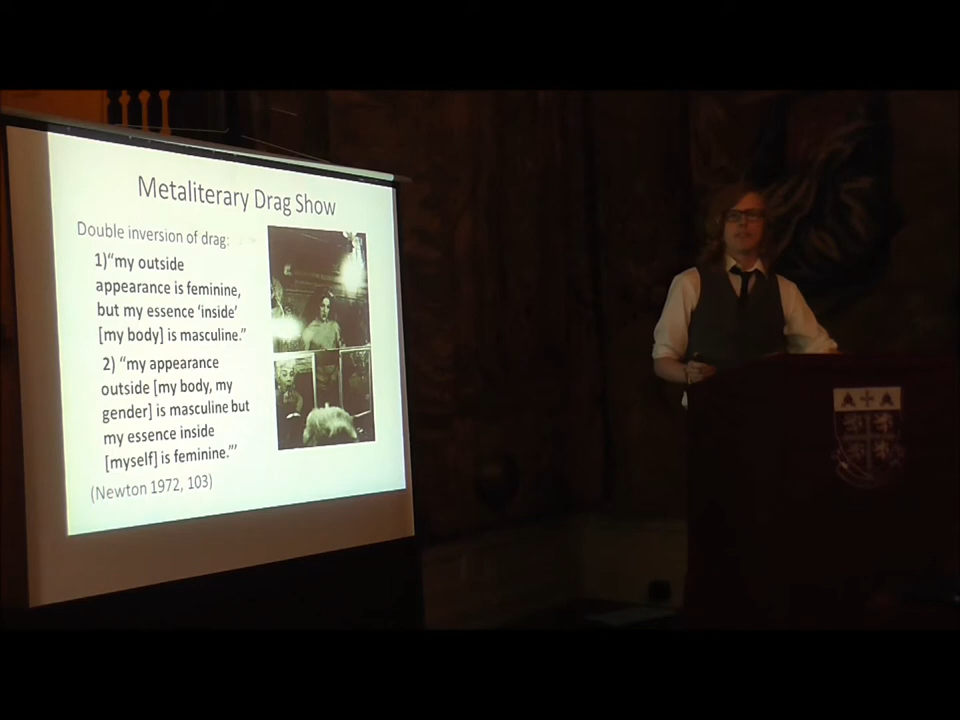 Metaliterary Drag Show
Double inversion of drag:
1)“my outside
appearance is feminine,
but my essence ‘inside’
[my body] is masculine.”
2) “my appearance
outside [my body, my
gender] is masculine but
my essence inside
[myself] is feminine.”’
(Newton 1972, 103)